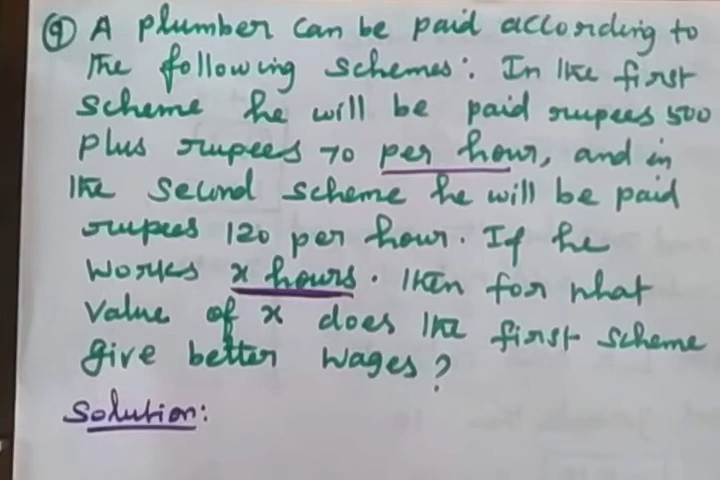 9 A plumber can be paid according to
the following schemes: In the first
scheme he will be paid rupees 500
plus rupees 70 per hour, and in
the second scheme he will be paid
rupees 120 per hour. If he
works x hours. then for what
value of x does the first scheme
give better wages?
Solution: